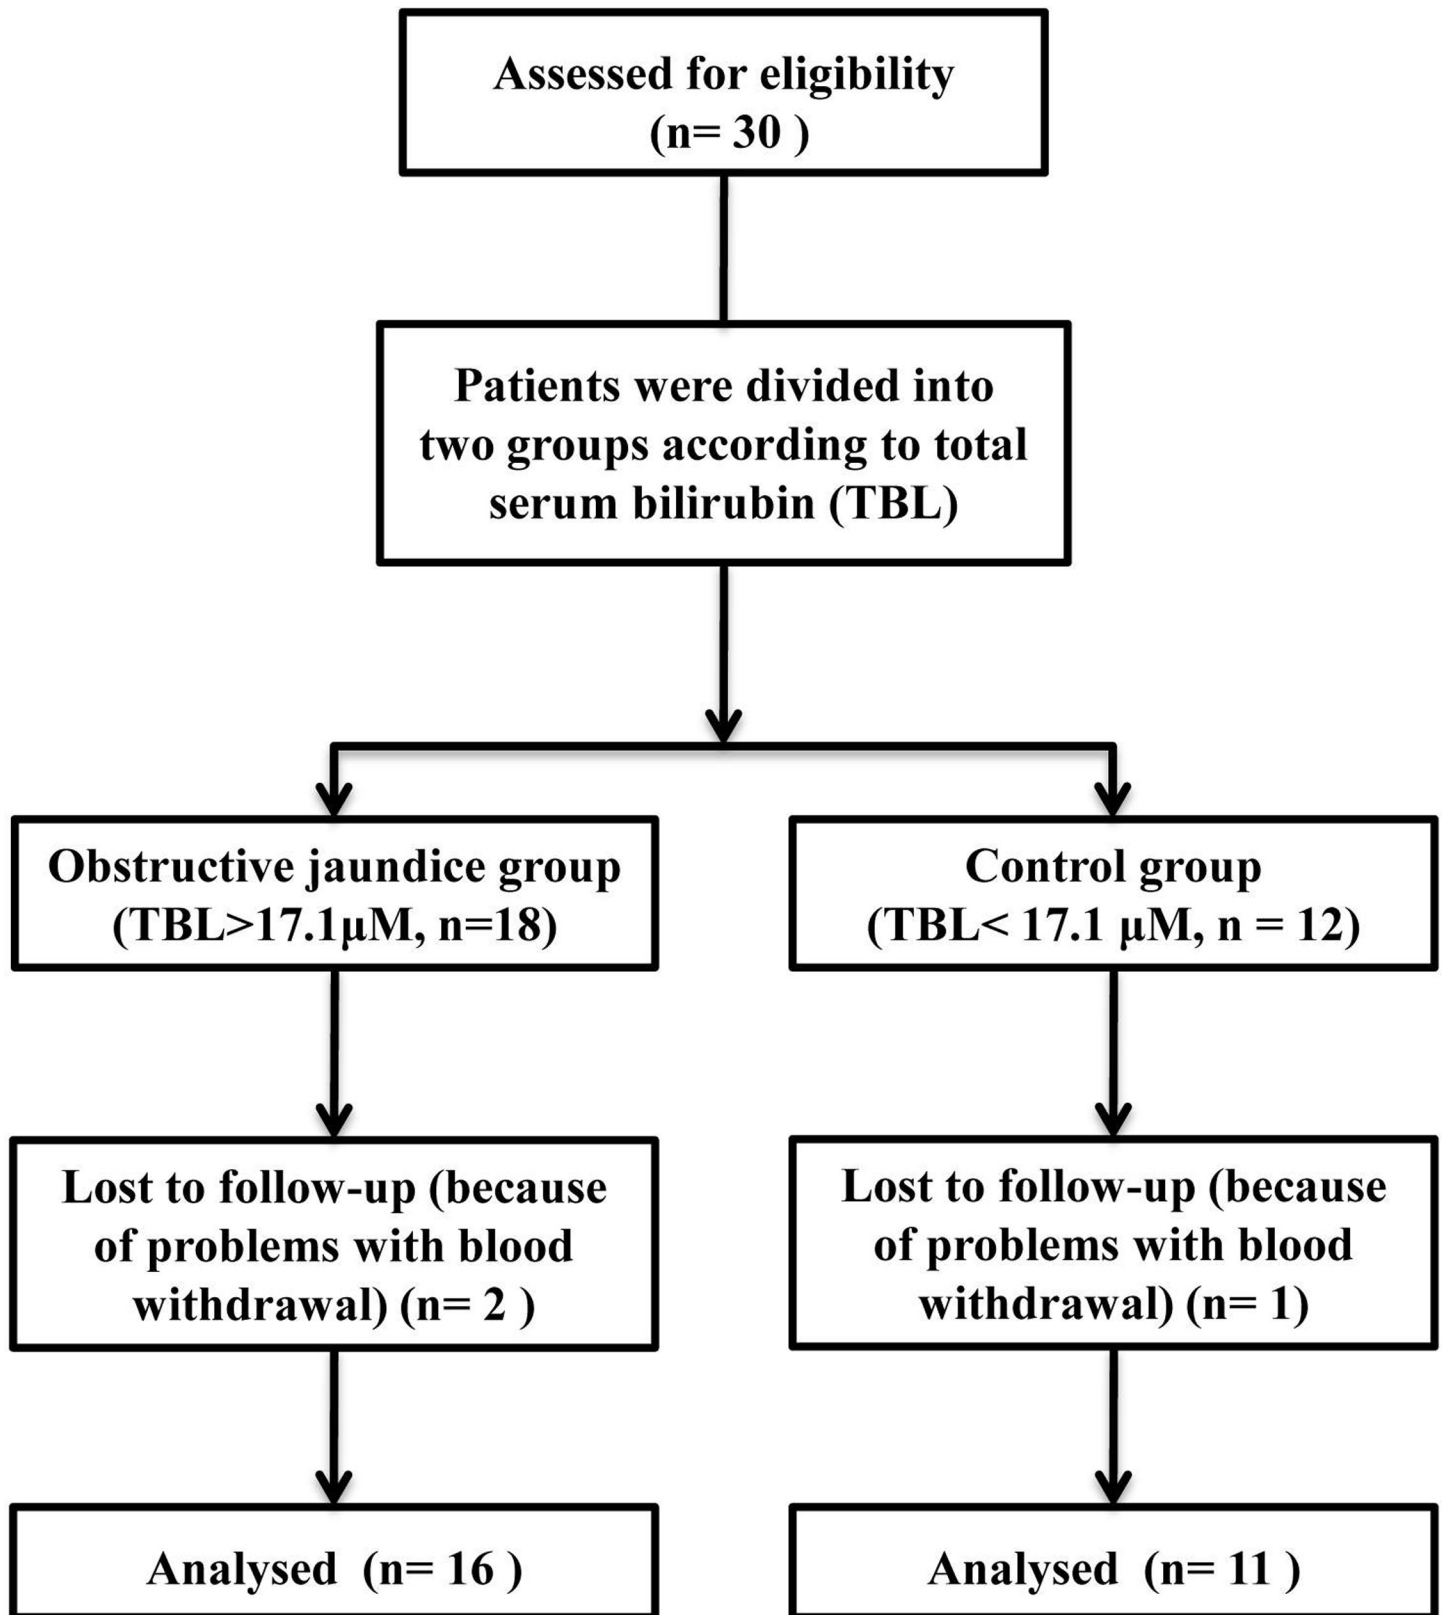 Assessed for eligibility
(n= 30 )
Patients were divided into
two groups according to total
serum bilirubin (TBL)
Obstructive jaundice group
(TBL>17.1μM, n=18)
Control group
(TBL< 17.1 μM, n = 12)
Lost to follow-up (because
of problems with blood
withdrawal) (n= 2 )
Lost to follow-up (because
of problems with blood
withdrawal) (n= 1)
Analysed  (n= 16 )
Analysed  (n= 11 )